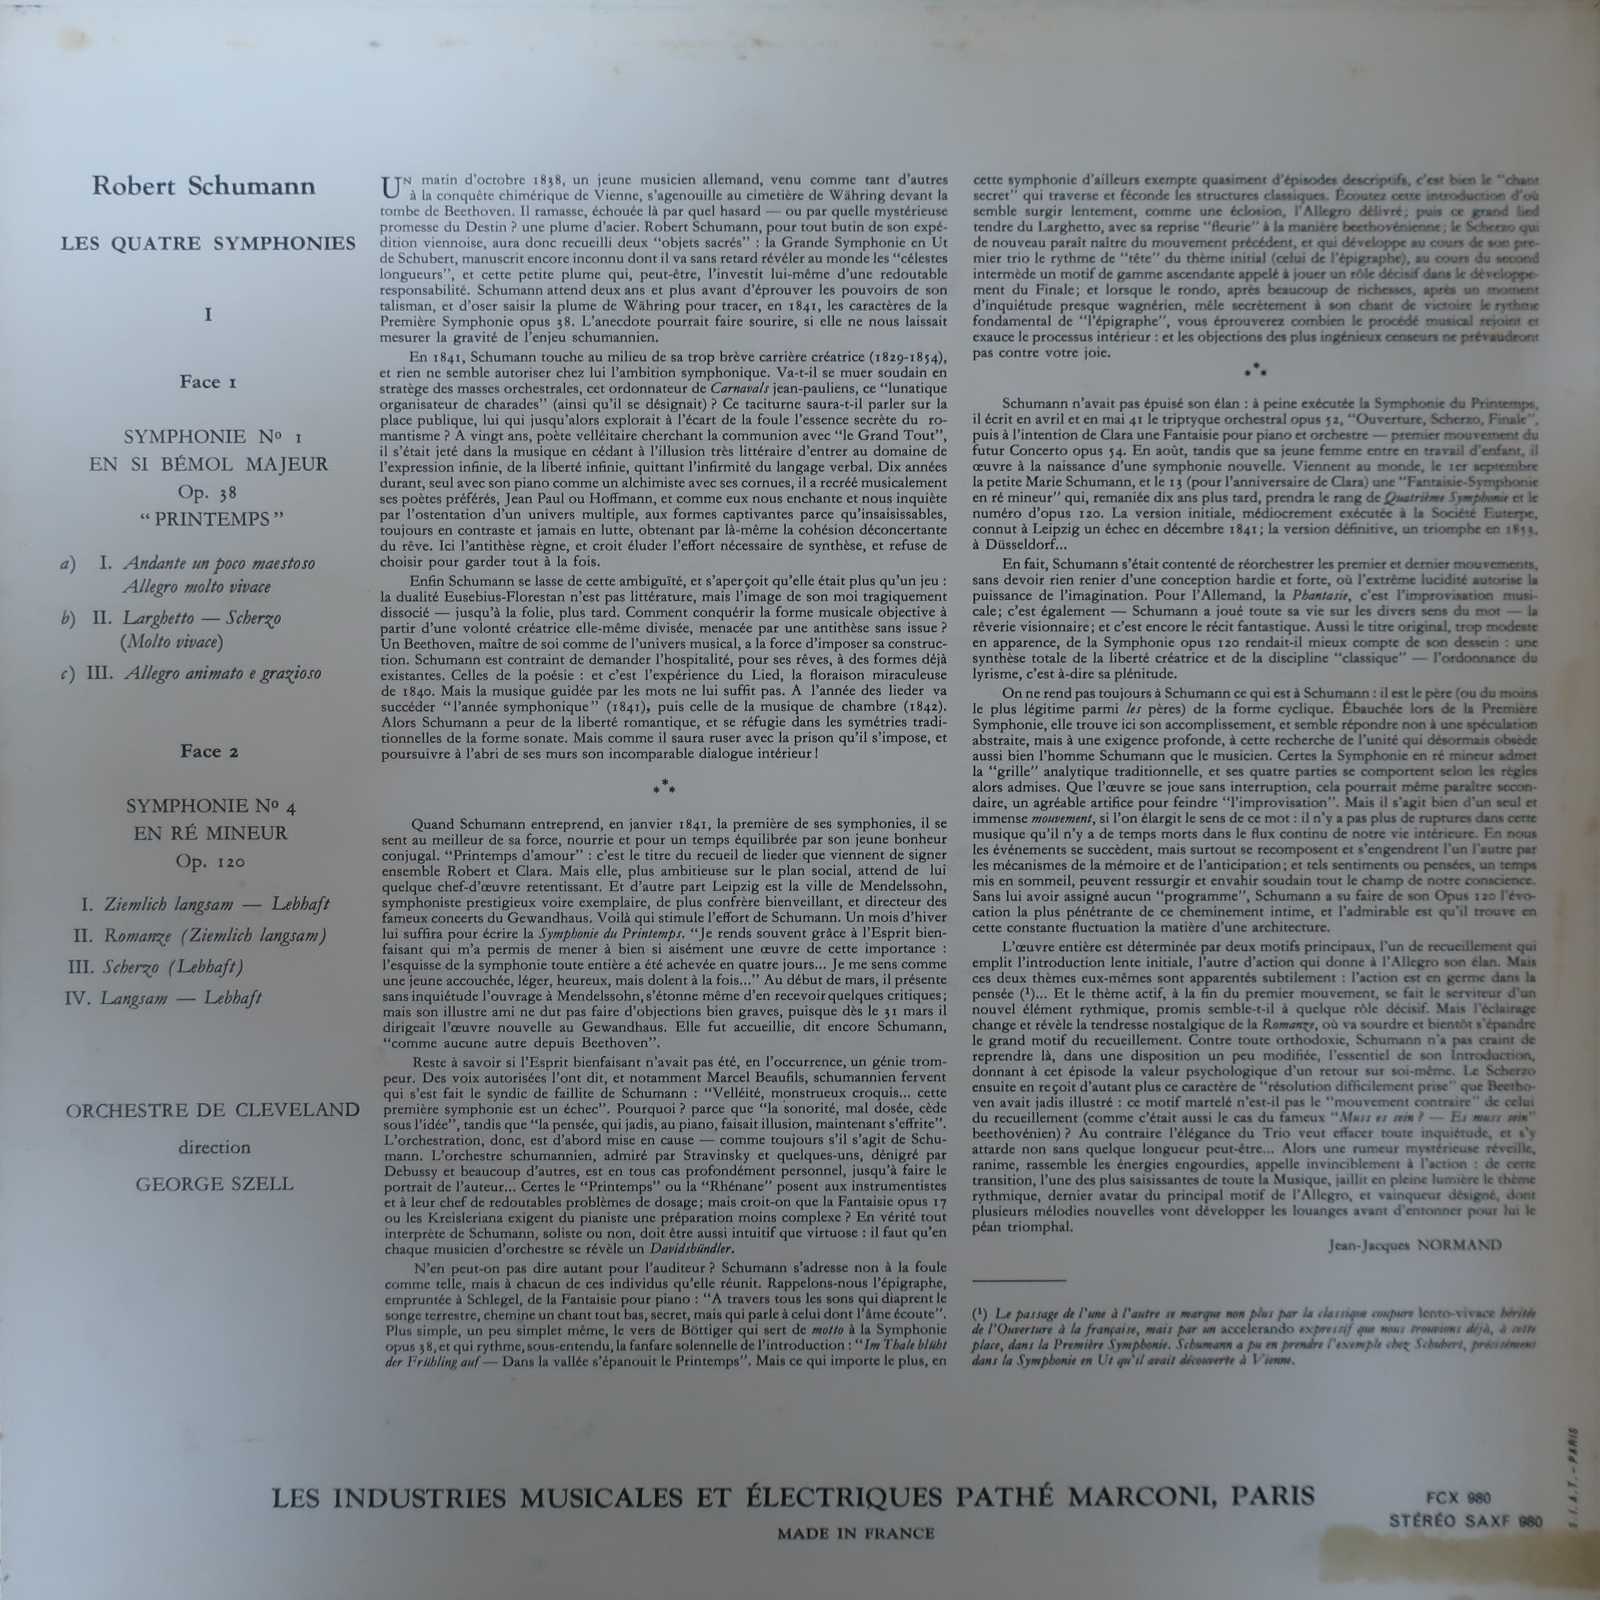 Robert Schumann
LES QUATRE SYMPHONIES
I
Face 1
SYMPHONIE Nº 1
EN SI BÉMOL MAJEUR
Op. 38
“PRINTEMPS”
a) I. Andante un poco maestoso
Allegro molto vivace
b) II. Larghetto — Scherzo
(Molto vivace)
c) III. Allegro animato e grazioso
Face 2
SYMPHONIE Nº 4
EN RÉ MINEUR
Op. 120
I. Ziemlich langsam — Lebhaft
II. Romanze (Ziemlich langsam)
III. Scherzo (Lebhaft)
IV. Langsam — Lebhaft
ORCHESTRE DE CLEVELAND
direction
GEORGE SZELL
UN matin d'octobre 1838, un jeune musicien allemand, venu comme tant d'autres
à la conquête chimérique de Vienne, s'agenouille au cimetière de Währing devant la
tombe de Beethoven. Il ramasse, échouée là par quel hasard — ou par quelle mystérieuse
promesse du Destin ? une plume d'acier. Robert Schumann, pour tout butin de son expé-
dition viennoise, aura donc recueilli deux “objets sacrés” : la Grande Symphonie en Ut
de Schubert, manuscrit encore inconnu dont il va sans retard révéler au monde les “célestes
longueurs”, et cette petite plume qui, peut-être, l'investit lui-même d'une redoutable
responsabilité. Schumann attend deux ans et plus avant d'éprouver les pouvoirs de son
talisman, et d'oser saisir la plume de Währing pour tracer, en 1841, les caractères de la
Première Symphonie opus 38. L'anecdote pourrait faire sourire, si elle ne nous laissait
mesurer la gravité de l'enjeu schumannien.
En 1841, Schumann touche au milieu de sa trop brève carrière créatrice (1829-1854),
et rien ne semble autoriser chez lui l'ambition symphonique. Va-t-il se muer soudain en
stratège des masses orchestrales, cet ordonnateur de Carnavals jean-pauliens, ce “lunatique
organisateur de charades” (ainsi qu'il se désignait) ? Ce taciturne saura-t-il parler sur la
place publique, lui qui jusqu'alors explorait à l'écart de la foule l'essence secrète du ro-
mantisme ? A vingt ans, poète velléitaire cherchant la communion avec “le Grand Tout”,
il s'était jeté dans la musique en cédant à l'illusion très littéraire d'entrer au domaine de
l'expression infinie, de la liberté infinie, quittant l'infirmité du langage verbal. Dix années
durant, seul avec son piano comme un alchimiste avec ses cornues, il a recréé musicalement
ses poètes préférés, Jean Paul ou Hoffmann, et comme eux nous enchante et nous inquiète
par l'ostentation d'un univers multiple, aux formes captivantes parce qu'insaisissables,
toujours en contraste et jamais en lutte, obtenant par là-même la cohésion déconcertante
du rêve. Ici l'antithèse règne, et croit éluder l'effort nécessaire de synthèse, et refuse de
choisir pour garder tout à la fois.
Enfin Schumann se lasse de cette ambiguïté, et s'aperçoit qu'elle était plus qu'un jeu :
la dualité Eusebius-Florestan n'est pas littérature, mais l'image de son moi tragiquement
dissocié — jusqu'à la folie, plus tard. Comment conquérir la forme musicale objective à
partir d'une volonté créatrice elle-même divisée, menacée par une antithèse sans issue ?
Un Beethoven, maître de soi comme de l'univers musical, a la force d'imposer sa construc-
tion. Schumann est contraint de demander l'hospitalité, pour ses rêves, à des formes déjà
existantes. Celles de la poésie : et c'est l'expérience du Lied, la floraison miraculeuse
de 1840. Mais la musique guidée par les mots ne lui suffit pas. A l'année des lieder va
succéder “l'année symphonique” (1841), puis celle de la musique de chambre (1842).
Alors Schumann a peur de la liberté romantique, et se réfugie dans les symétries tradi-
tionnelles de la forme sonate. Mais comme il saura ruser avec la prison qu'il s'impose, et
poursuivre à l'abri de ses murs son incomparable dialogue intérieur !
***
Quand Schumann entreprend, en janvier 1841, la première de ses symphonies, il se
sent au meilleur de sa force, nourrie et pour un temps équilibrée par son jeune bonheur
conjugal. “Printemps d'amour” : c'est le titre du recueil de lieder que viennent de signer
ensemble Robert et Clara. Mais elle, plus ambitieuse sur le plan social, attend de lui
quelque chef-d'œuvre retentissant. Et d'autre part Leipzig est la ville de Mendelssohn,
symphoniste prestigieux voire exemplaire, de plus confrère bienveillant, et directeur des
fameux concerts du Gewandhaus. Voilà qui stimule l'effort de Schumann. Un mois d'hiver
lui suffira pour écrire la Symphonie du Printemps. “Je rends souvent grâce à l'Esprit bien-
faisant qui m'a permis de mener à bien si aisément une œuvre de cette importance :
l'esquisse de la symphonie toute entière a été achevée en quatre jours... Je me sens comme
une jeune accouchée, léger, heureux, mais dolent à la fois...” Au début de mars, il présente
sans inquiétude l'ouvrage à Mendelssohn, s'étonne même d'en recevoir quelques critiques ;
mais son illustre ami ne dut pas faire d'objections bien graves, puisque dès le 31 mars il
dirigeait l'œuvre nouvelle au Gewandhaus. Elle fut accueillie, dit encore Schumann,
“comme aucune autre depuis Beethoven”.
Reste à savoir si l'Esprit bienfaisant n'avait pas été, en l'occurrence, un génie trom-
peur. Des voix autorisées l'ont dit, et notamment Marcel Beaufils, schumannien fervent
qui s'est fait le syndic de faillite de Schumann : “Velléité, monstrueux croquis... cette
première symphonie est un échec”. Pourquoi ? parce que “la sonorité, mal dosée, cède
sous l'idée”, tandis que “la pensée, qui jadis, au piano, faisait illusion, maintenant s'effrite”.
L'orchestration, donc, est d'abord mise en cause — comme toujours s'il s'agit de Schu-
mann. L'orchestre schumannien, admiré par Stravinsky et quelques-uns, dénigré par
Debussy et beaucoup d'autres, est en tous cas profondément personnel, jusqu'à faire le
portrait de l'auteur... Certes le “Printemps” ou la “Rhénane” posent aux instrumentistes
et à leur chef de redoutables problèmes de dosage ; mais croit-on que la Fantaisie opus 17
ou les Kreisleriana exigent du pianiste une préparation moins complexe ? En vérité tout
interprète de Schumann, soliste ou non, doit être aussi intuitif que virtuose : il faut qu'en
chaque musicien d'orchestre se révèle un Davidsbündler.
N'en peut-on pas dire autant pour l'auditeur ? Schumann s'adresse non à la foule
comme telle, mais à chacun de ces individus qu'elle réunit. Rappelons-nous l'épigraphe,
empruntée à Schlegel, de la Fantaisie pour piano : “A travers tous les sons qui diaprent le
songe terrestre, chemine un chant tout bas, secret, mais qui parle à celui dont l'âme écoute”.
Plus simple, un peu simplet même, le vers de Böttiger qui sert de motto à la Symphonie
opus 38, et qui rythme, sous-entendu, la fanfare solennelle de l'introduction : “Im Thale blüht
der Frühling auf — Dans la vallée s'épanouit le Printemps”. Mais ce qui importe le plus, en
cette symphonie d'ailleurs exempte quasiment d'épisodes descriptifs, c'est bien le “chant
secret” qui traverse et féconde les structures classiques. Écoutez cette introduction d'où
semble surgir lentement, comme une éclosion, l'Allegro délivré ; puis ce grand lied
tendre du Larghetto, avec sa reprise “fleurie” à la manière beethovénienne ; le Scherzo qui
de nouveau paraît naître du mouvement précédent, et qui développe au cours de son pre-
mier trio le rythme de “tête” du thème initial (celui de l'épigraphe), au cours du second
intermède un motif de gamme ascendante appelé à jouer un rôle décisif dans le développe-
ment du Finale ; et lorsque le rondo, après beaucoup de richesses, après un moment
d'inquiétude presque wagnérien, mêle secrètement à son chant de victoire le rythme
fondamental de “l'épigraphe”, vous éprouverez combien le procédé musical rejoint et
exauce le processus intérieur : et les objections des plus ingénieux censeurs ne prévaudront
pas contre votre joie.
***
Schumann n'avait pas épuisé son élan : à peine exécutée la Symphonie du Printemps,
il écrit en avril et en mai 41 le triptyque orchestral opus 52, “Ouverture, Scherzo, Finale”,
puis à l'intention de Clara une Fantaisie pour piano et orchestre — premier mouvement du
futur Concerto opus 54. En août, tandis que sa jeune femme entre en travail d'enfant, il
œuvre à la naissance d'une symphonie nouvelle. Viennent au monde, le 1er septembre
la petite Marie Schumann, et le 13 (pour l'anniversaire de Clara) une “Fantaisie-Symphonie
en ré mineur” qui, remaniée dix ans plus tard, prendra le rang de Quatrième Symphonie et le
numéro d'opus 120. La version initiale, médiocrement exécutée à la Société Euterpe,
connut à Leipzig un échec en décembre 1841 ; la version définitive, un triomphe en 1853,
à Düsseldorf...
En fait, Schumann s'était contenté de réorchestrer les premier et dernier mouvements,
sans devoir rien renier d'une conception hardie et forte, où l'extrême lucidité autorise la
puissance de l'imagination. Pour l'Allemand, la Phantasie, c'est l'improvisation musi-
cale ; c'est également — Schumann a joué toute sa vie sur les divers sens du mot — la
rêverie visionnaire ; et c'est encore le récit fantastique. Aussi le titre original, trop modeste
en apparence, de la Symphonie opus 120 rendait-il mieux compte de son dessein : une
synthèse totale de la liberté créatrice et de la discipline “classique” — l'ordonnance du
lyrisme, c'est à-dire sa plénitude.
On ne rend pas toujours à Schumann ce qui est à Schumann : il est le père (ou du moins
le plus légitime parmi les pères) de la forme cyclique. Ébauchée lors de la Première
Symphonie, elle trouve ici son accomplissement, et semble répondre non à une spéculation
abstraite, mais à une exigence profonde, à cette recherche de l'unité qui désormais obsède
aussi bien l'homme Schumann que le musicien. Certes la Symphonie en ré mineur admet
la “grille” analytique traditionnelle, et ses quatre parties se comportent selon les règles
alors admises. Que l'œuvre se joue sans interruption, cela pourrait même paraître secon-
daire, un agréable artifice pour feindre “l'improvisation”. Mais il s'agit bien d'un seul et
immense mouvement, si l'on élargit le sens de ce mot : il n'y a pas plus de ruptures dans cette
musique qu'il n'y a de temps morts dans le flux continu de notre vie intérieure. En nous
les événements se succèdent, mais surtout se recomposent et s'engendrent l'un l'autre par
les mécanismes de la mémoire et de l'anticipation ; et tels sentiments ou pensées, un temps
mis en sommeil, peuvent ressurgir et envahir soudain tout le champ de notre conscience.
Sans lui avoir assigné aucun “programme”, Schumann a su faire de son Opus 120 l'évo-
cation la plus pénétrante de ce cheminement intime, et l'admirable est qu'il trouve en
cette constante fluctuation la matière d'une architecture.
L'œuvre entière est déterminée par deux motifs principaux, l'un de recueillement qui
emplit l'introduction lente initiale, l'autre d'action qui donne à l'Allegro son élan. Mais
ces deux thèmes eux-mêmes sont apparentés subtilement : l'action est en germe dans la
pensée (¹)... Et le thème actif, à la fin du premier mouvement, se fait le serviteur d'un
nouvel élément rythmique, promis semble-t-il à quelque rôle décisif. Mais l'éclairage
change et révèle la tendresse nostalgique de la Romanze, où va sourdre et bientôt s'épandre
le grand motif du recueillement. Contre toute orthodoxie, Schumann n'a pas craint de
reprendre là, dans une disposition un peu modifiée, l'essentiel de son Introduction,
donnant à cet épisode la valeur psychologique d'un retour sur soi-même. Le Scherzo
ensuite en reçoit d'autant plus ce caractère de “résolution difficilement prise” que Beetho-
ven avait jadis illustré : ce motif martelé n'est-il pas le “mouvement contraire” de celui
du recueillement (comme c'était aussi le cas du fameux “Muss es sein ? — Es muss sein”
beethovénien) ? Au contraire l'élégance du Trio veut effacer toute inquiétude, et s'y
attarde non sans quelque longueur peut-être... Alors une rumeur mystérieuse réveille,
ranime, rassemble les énergies engourdies, appelle invinciblement à l'action : de cette
transition, l'une des plus saisissantes de toute la Musique, jaillit en pleine lumière le thème
rythmique, dernier avatar du principal motif de l'Allegro, et vainqueur désigné, dont
plusieurs mélodies nouvelles vont développer les louanges avant d'entonner pour lui le
péan triomphal.
Jean-Jacques NORMAND
(¹) Le passage de l'une à l'autre se marque non plus par la classique coupure lento-vivace héritée
de l'Ouverture à la française, mais par un accelerando expressif que nous trouvions déjà, à cette
place, dans la Première Symphonie. Schumann a pu en prendre l'exemple chez Schubert, précisément
dans la Symphonie en Ut qu'il avait découverte à Vienne.
LES INDUSTRIES MUSICALES ET ÉLECTRIQUES PATHÉ MARCONI, PARIS
MADE IN FRANCE
FCX 980
STÉRÉO SAXF 980
S.I.A.T. - PARIS